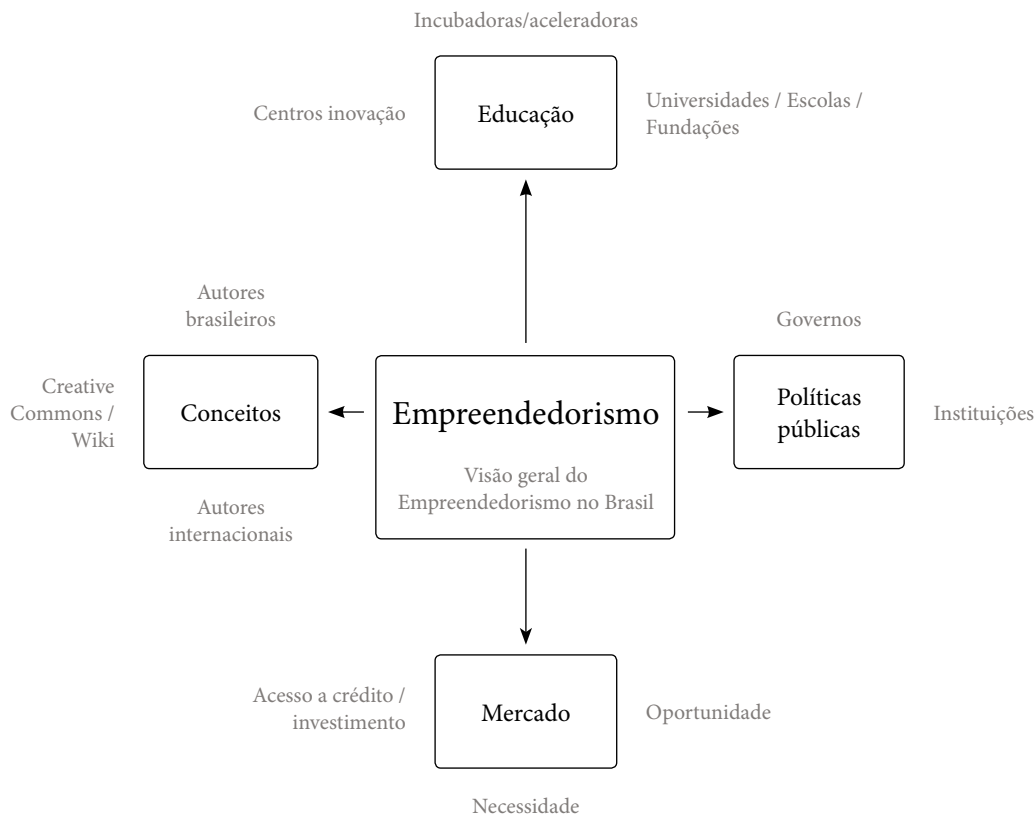 Incubadoras/aceleradoras
Centros inovação
Educação
Universidades / Escolas /
Fundações
Autores
brasileiros
Creative
Commons /
Wiki
Conceitos
Autores
internacionais
Empreendedorismo
Visão geral do
Empreendedorismo no Brasil
Governos
Políticas
públicas
Instituições
Acesso a crédito /
investimento
Mercado
Oportunidade
Necessidade